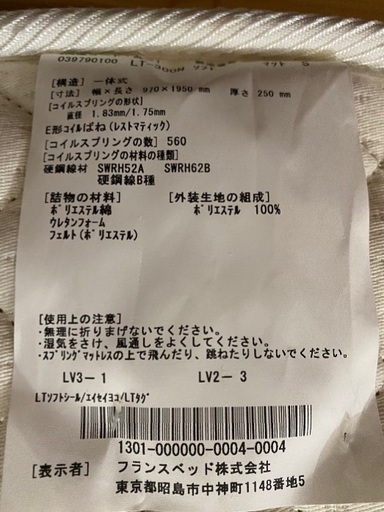 039790100 LT-300N ソフト マット S
[構造] 一体式
[寸法] 幅×長さ 970×1950 mm 厚さ 250 mm
[コイルスプリングの形状]
直径 1.83mm/1.75mm
E形コイルばね(レストマティック)
[コイルスプリングの数] 560
[コイルスプリングの材料の種類]
硬鋼線材 SWRH52A SWRH62B
硬鋼線B種
[詰物の材料] [外装生地の組成]
ポリエステル綿 ポリエステル 100%
ウレタンフォーム
フェルト(ポリエステル)
[使用上の注意]
・無理に折りまげないでください。
・湿気をさけ、風通しをよくしてください。
・スプリングマットレスの上で飛んだり、跳ねたりしないでください。
LV3-1 LV2-3
LTソフトシール/エイセイヨコ/LTタグ
1301-000000-0004-0004
[表示者] フランスベッド株式会社
東京都昭島市中神町1148番地5